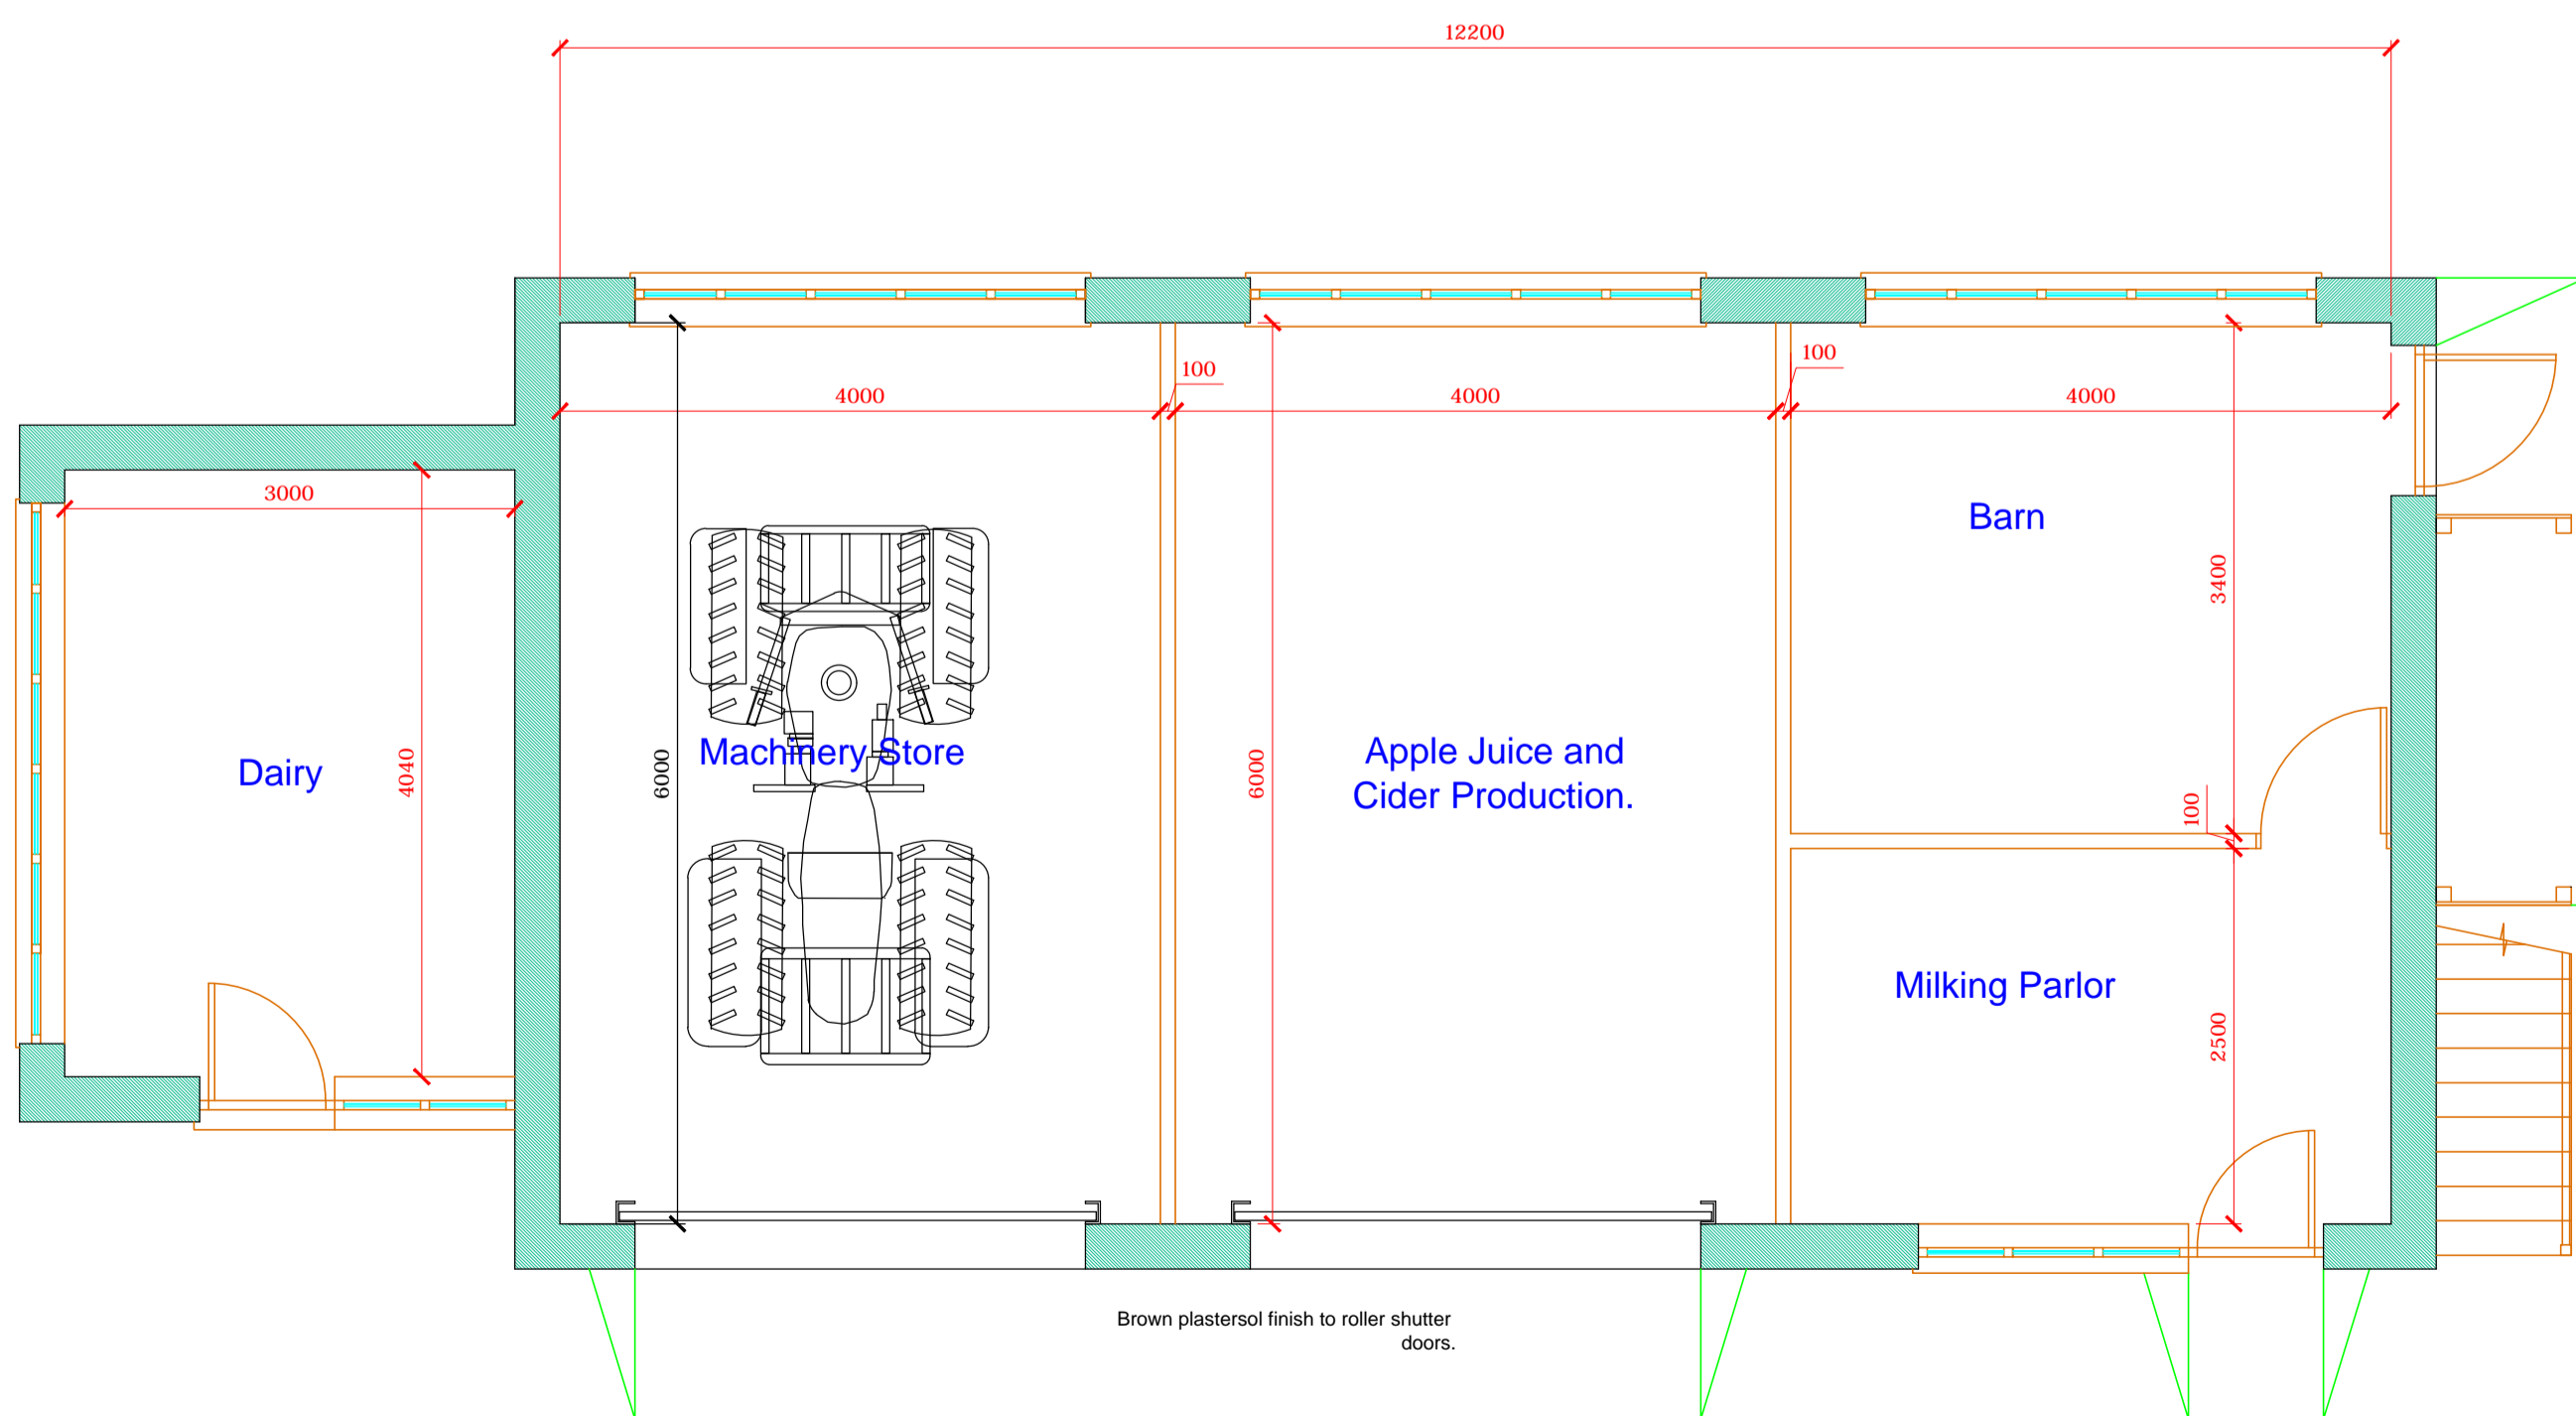 12200
100
100
4000
4000
4000
3000
Barn
3400
4040
Dairy
6000
Machinery Store
6000
Apple Juice and
Cider Production.
100
Milking Parlor
2500
Brown plastersol finish to roller shutter
doors.